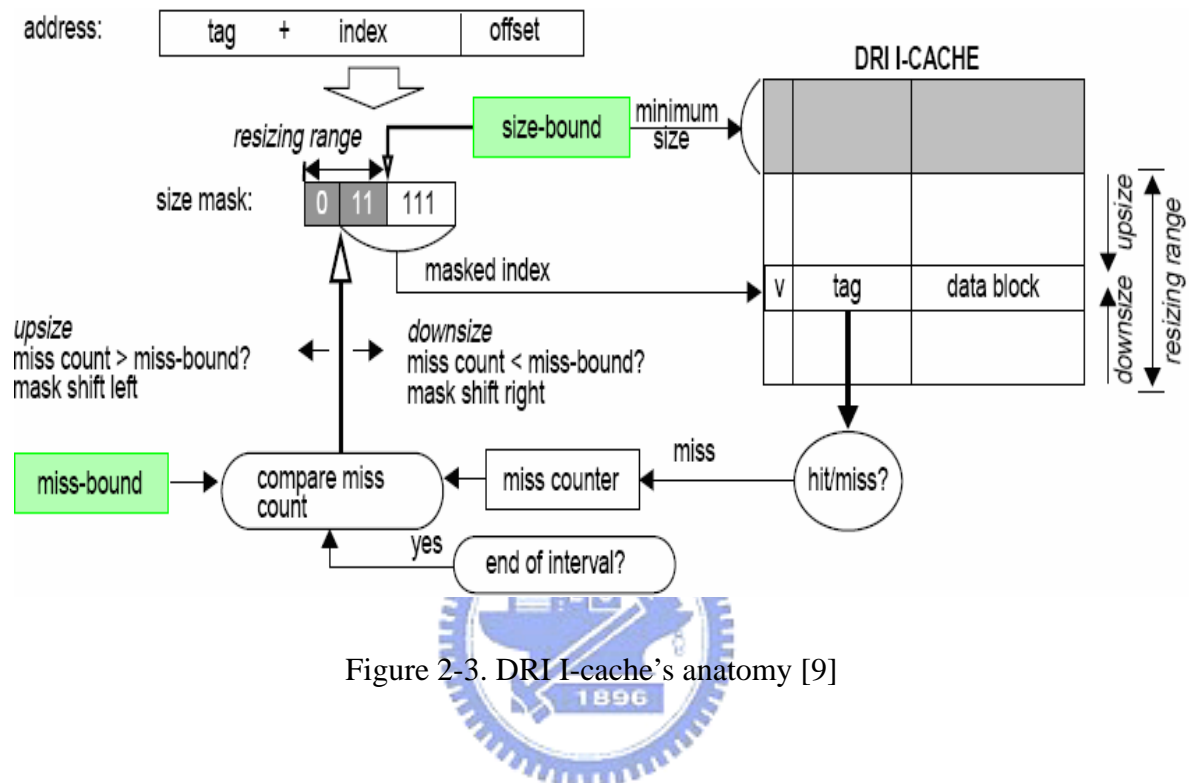 address:
tag + index offset
DRI I-CACHE
resizing range
size-bound
minimum
size
size mask:
0 11 111
masked index
v tag data block
upsize
downsize
resizing range
upsize
miss count > miss-bound?
mask shift left
downsize
miss count < miss-bound?
mask shift right
miss-bound
compare miss
count
miss counter
miss
hit/miss?
yes
end of interval?
Figure 2-3. DRI I-cache's anatomy [9]
1896